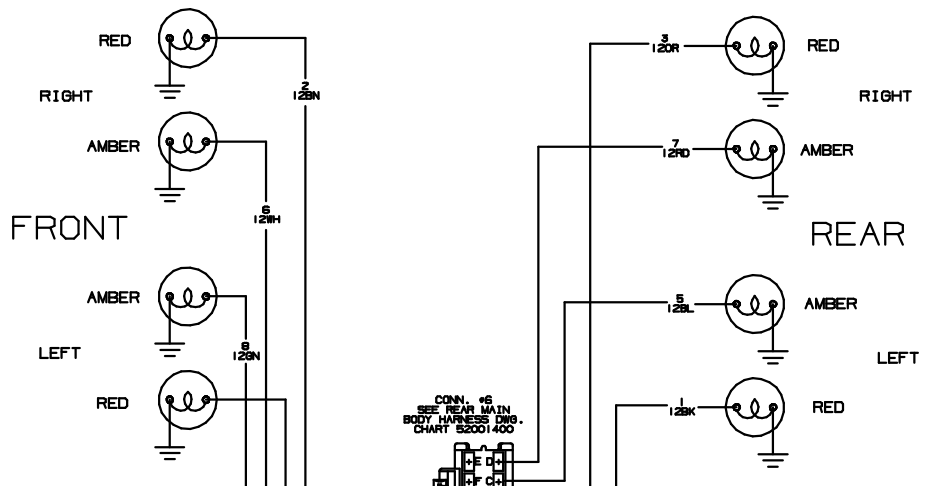 RED
RIGHT
AMBER
FRONT
AMBER
LEFT
RED
2
12BN
6
12WH
8
12GN
CONN. #6
SEE REAR MAIN
BODY HARNESS DWG.
CHART 52001400
E D
F C
3
12OR
7
12RD
5
12BL
1
12BK
RED
RIGHT
AMBER
REAR
AMBER
LEFT
RED